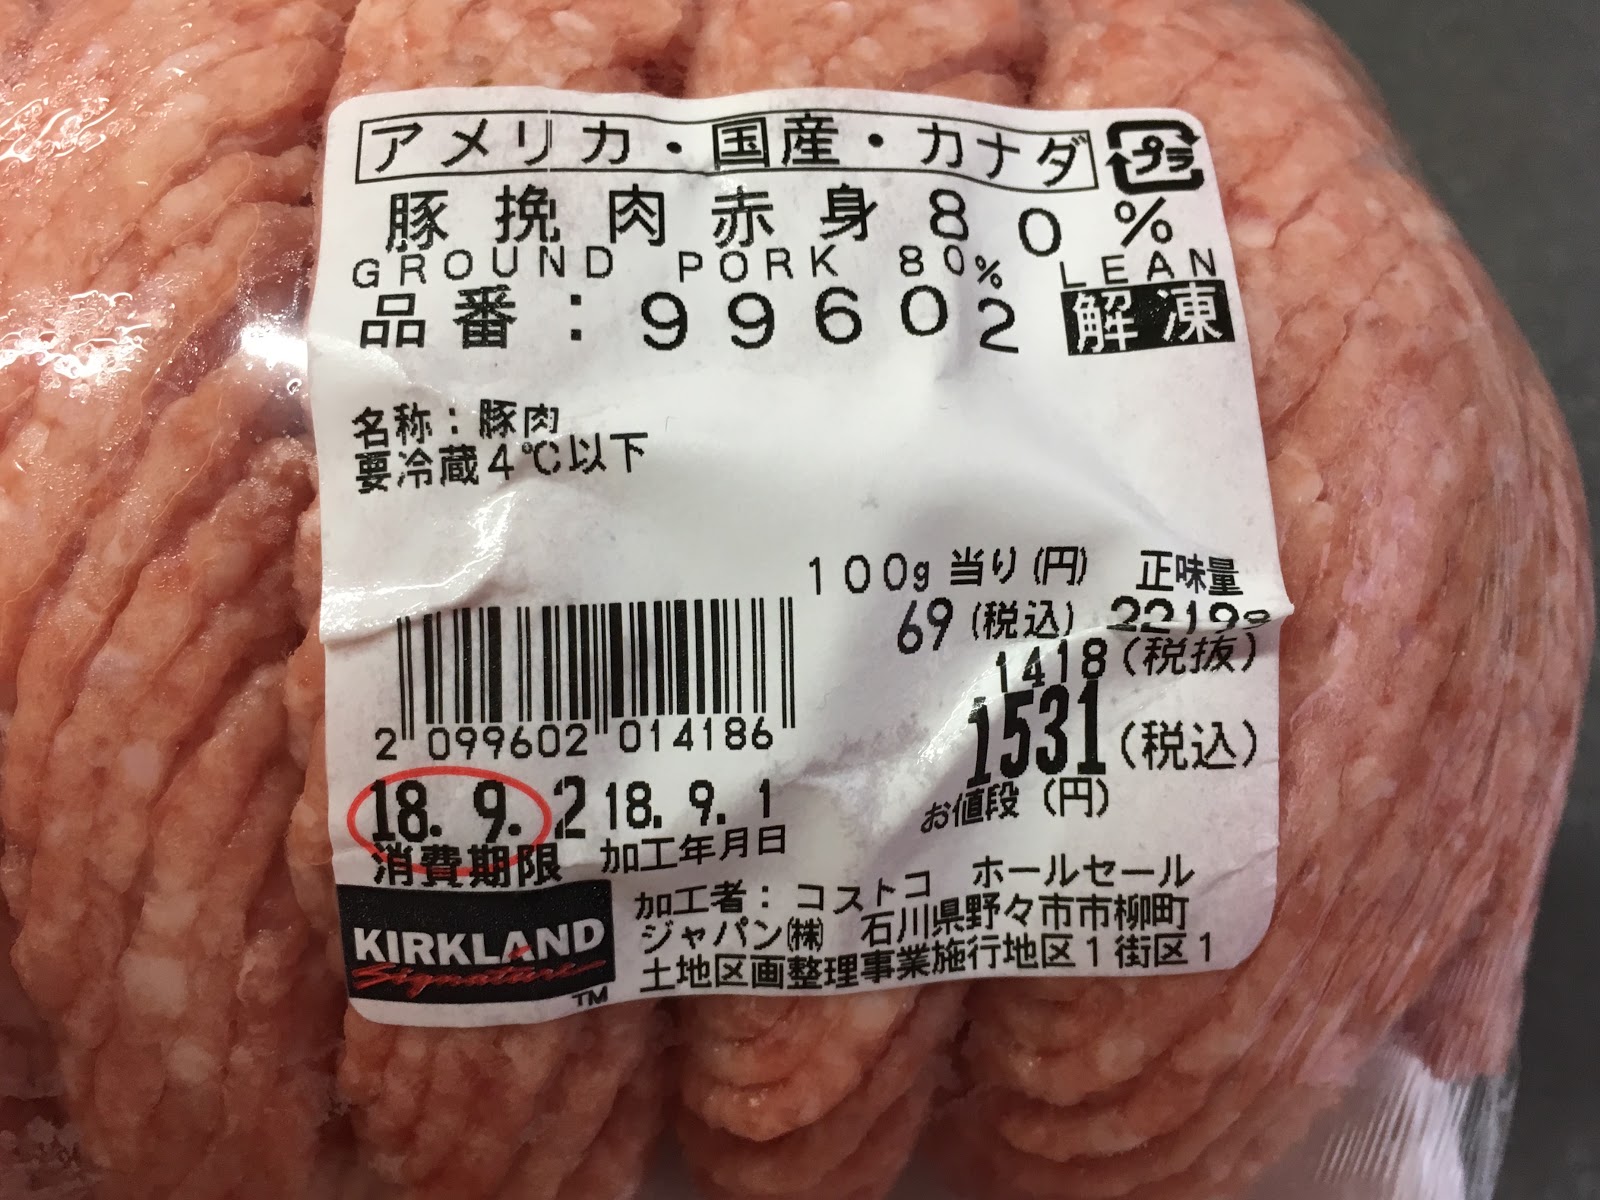 アメリカ・国産・カナダ
プラ
豚挽肉赤身80%
GROUND PORK 80% LEAN
品番:99602 解凍
名称:豚肉
要冷蔵4℃以下
100g当り(円) 正味量
69(税込) 2219g
1418(税抜)
1531(税込)
お値段(円)
2 099602 014186
18. 9. 2 18. 9. 1
消費期限 加工年月日
加工者:コストコ ホールセール
ジャパン㈱ 石川県野々市市柳町
土地区画整理事業施行地区1街区1
KIRKLAND
Signature
TM